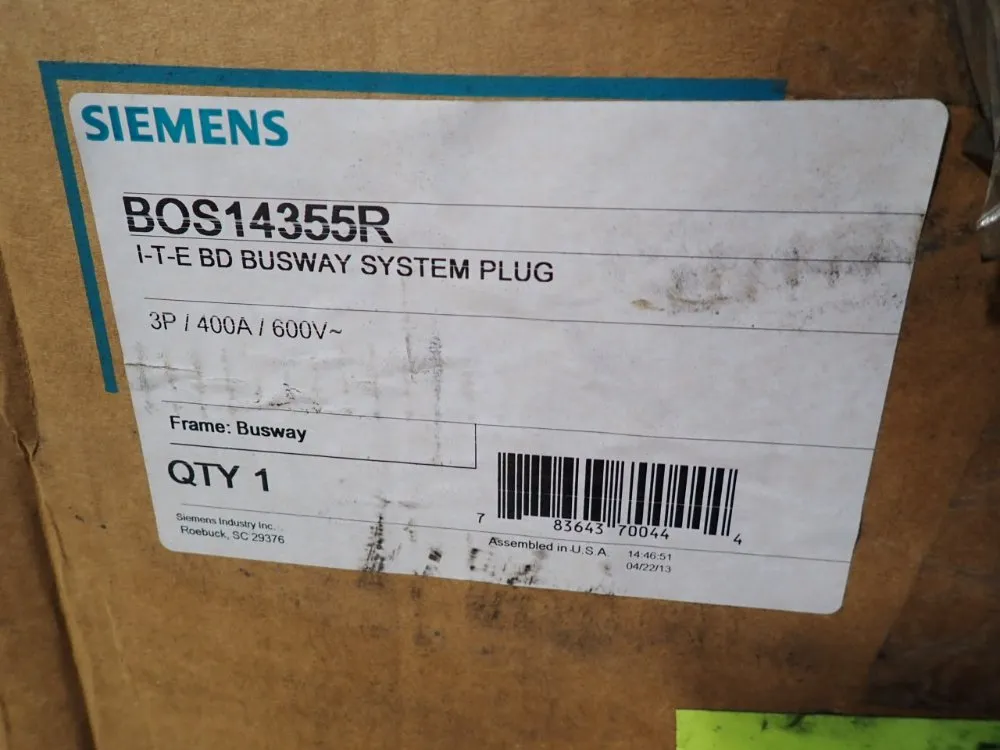 SIEMENS
BOS14355R
I-T-E BD BUSWAY SYSTEM PLUG
3P / 400A / 600V~
Frame: Busway
QTY 1
Siemens Industry Inc.
Roebuck, SC 29376
7 83643 70044 4
Assembled in U.S.A.
14:46:51
04/22/13